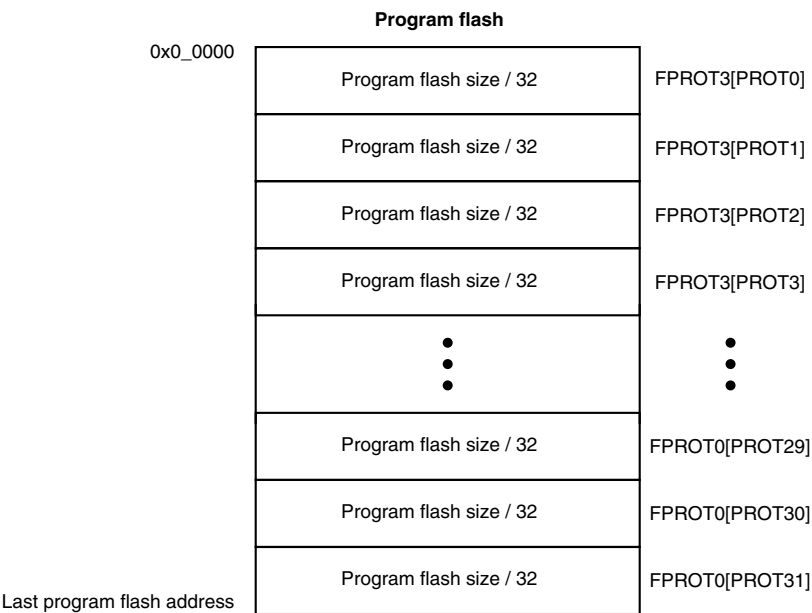 Program flash
0x0_0000
Program flash size / 32 FPROT3[PROT0]
Program flash size / 32 FPROT3[PROT1]
Program flash size / 32 FPROT3[PROT2]
Program flash size / 32 FPROT3[PROT3]
Program flash size / 32 FPROT0[PROT29]
Program flash size / 32 FPROT0[PROT30]
Program flash size / 32 FPROT0[PROT31]
Last program flash address